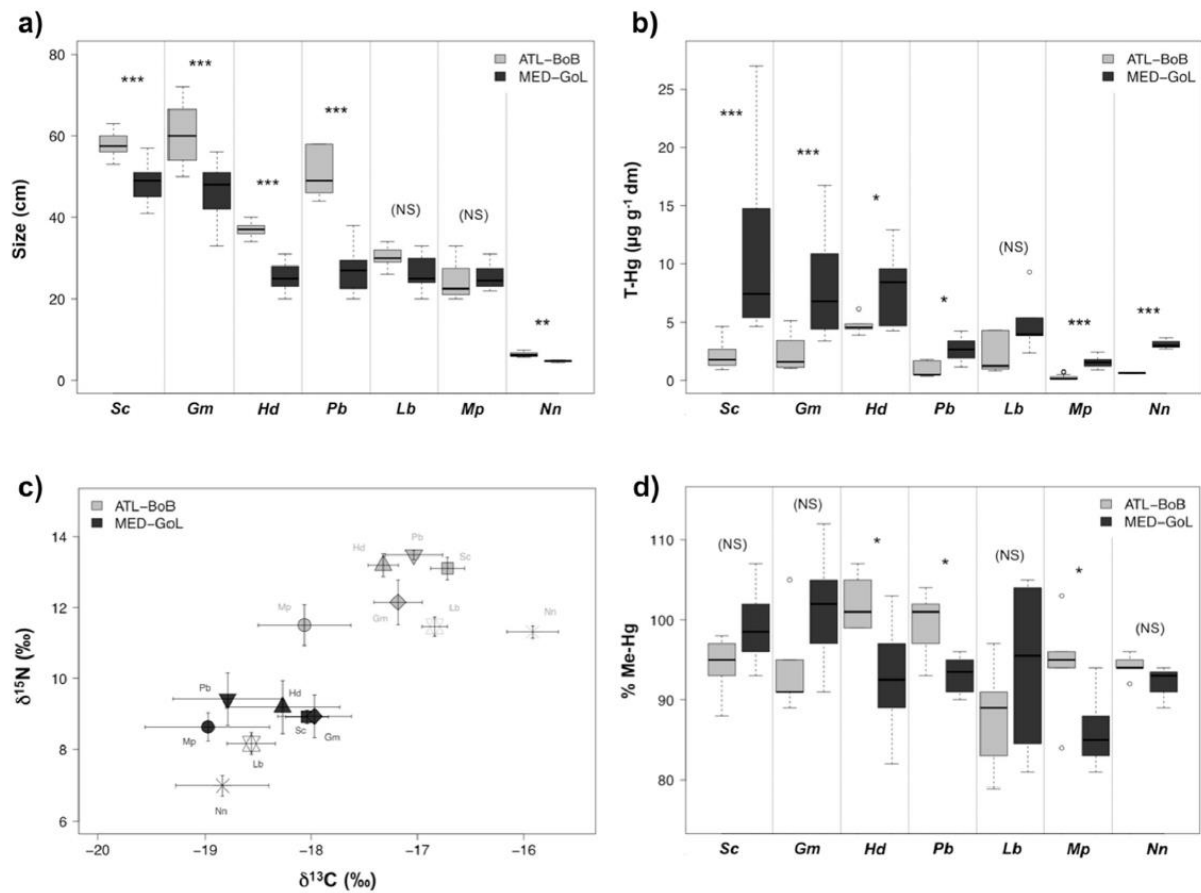 a)
ATL−BoB
MED−GoL
***
***
***
***
(NS)
(NS)
**
80
60
40
20
0
Size (cm)
Sc Gm Hd Pb Lb Mp Nn
b)
ATL−BoB
MED−GoL
***
***
*
*
(NS)
***
***
25
20
15
10
5
0
T-Hg (µg g⁻¹ dm)
Sc Gm Hd Pb Lb Mp Nn
c)
ATL−BoB
MED−GoL
14
12
10
8
6
δ¹⁵N (‰)
Hd
Pb
Sc
Mp
Gm
Lb
Nn
Pb
Hd
Mp
Sc
Gm
Lb
Nn
−20 −19 −18 −17 −16
δ¹³C (‰)
d)
ATL−BoB
MED−GoL
(NS)
(NS)
*
*
(NS)
*
(NS)
110
100
90
80
% Me-Hg
Sc Gm Hd Pb Lb Mp Nn